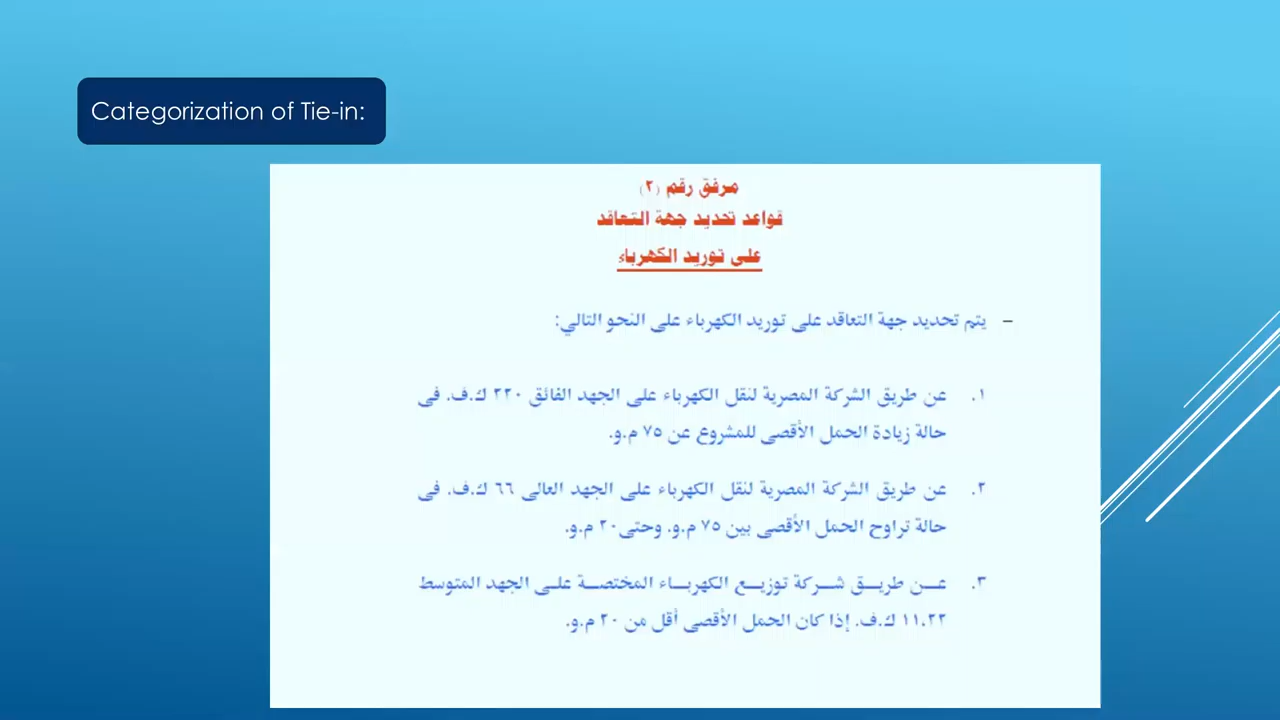 Categorization of Tie-in:
مرفق رقم (٢)
قواعد تحديد جهة التعاقد
على توريد الكهرباء
- يتم تحديد جهة التعاقد على توريد الكهرباء على النحو التالي:
١. عن طريق الشركة المصرية لنقل الكهرباء على الجهد الفائق ٢٢٠ ك.ف. فى
حالة زيادة الحمل الأقصى للمشروع عن ٧٥ م.و.
٢. عن طريق الشركة المصرية لنقل الكهرباء على الجهد العالى ٦٦ ك.ف. فى
حالة تراوح الحمل الأقصى بين ٧٥ م.و. وحتى ٢٠ م.و.
٣. عن طريق شركة توزيع الكهرباء المختصة على الجهد المتوسط
١١،٢٢ ك.ف. إذا كان الحمل الأقصى أقل من ٢٠ م.و.